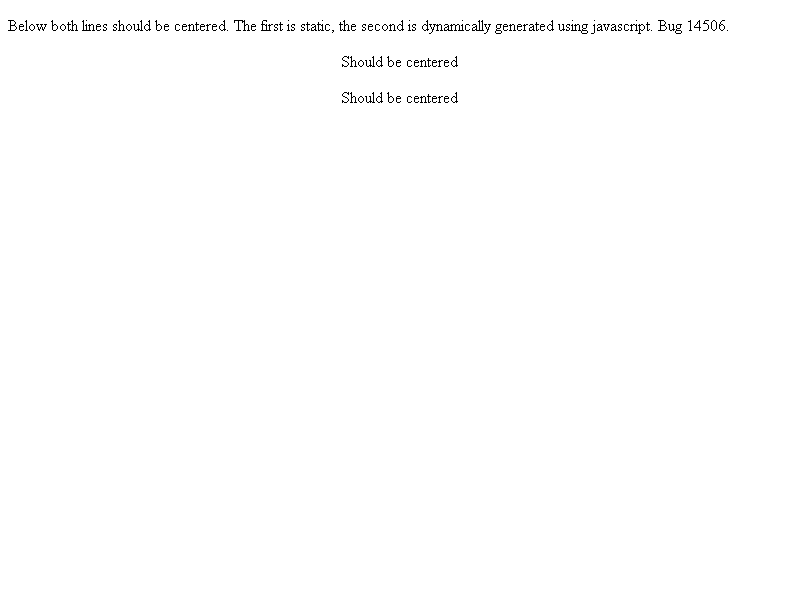 Below both lines should be centered. The first is static, the second is dynamically generated using javascript. Bug 14506.
Should be centered
Should be centered